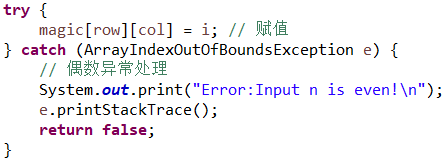 try {
    magic[row][col] = i; // 赋值
} catch (ArrayIndexOutOfBoundsException e) {
    // 偶数异常处理
    System.out.print("Error:Input n is even!\n");
    e.printStackTrace();
    return false;
}